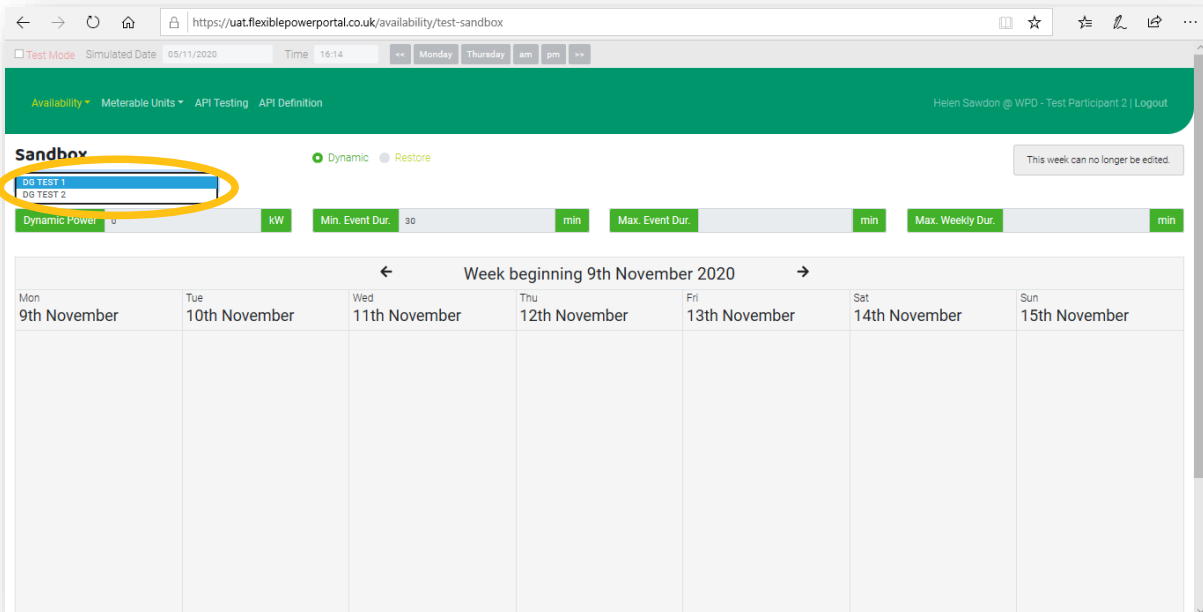 https://uat.flexiblepowerportal.co.uk/availability/test-sandbox
Test Mode Simulated Date 05/11/2020 Time 16:14 << Monday Thursday am pm >>
Availability Meterable Units API Testing API Definition Helen Sawdon @ WPD - Test Participant 2 | Logout
Sandbox Dynamic Restore This week can no longer be edited.
DG TEST 1
DG TEST 2
Dynamic Power 0 kW Min. Event Dur. 30 min Max. Event Dur. min Max. Weekly Dur. min
← Week beginning 9th November 2020 →
Mon Tue Wed Thu Fri Sat Sun
9th November 10th November 11th November 12th November 13th November 14th November 15th November